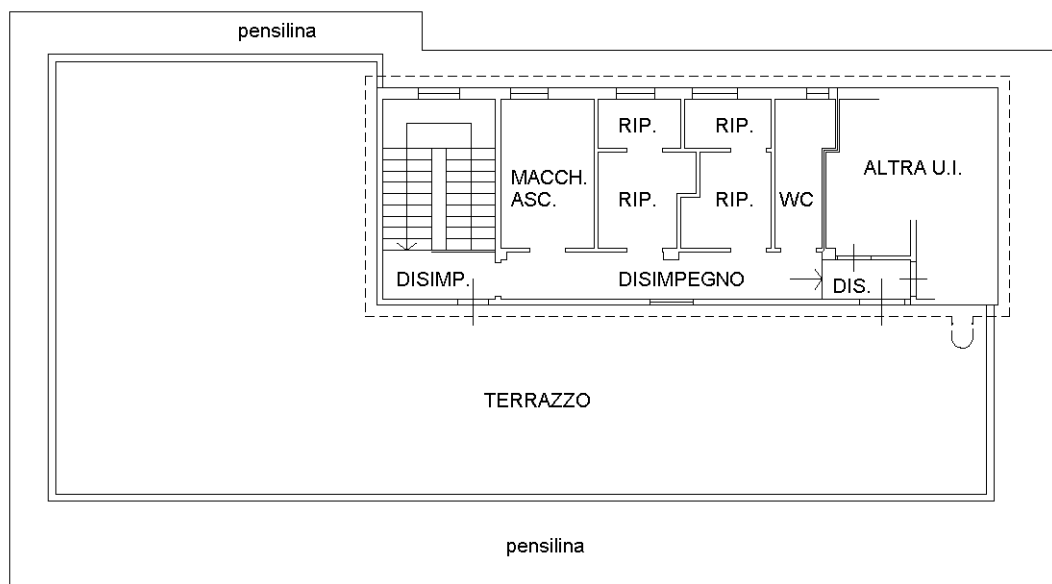 pensilina
RIP.
RIP.
MACCH.
ASC.
RIP.
RIP.
WC
ALTRA U.I.
DISIMP.
DISIMPEGNO
DIS.
TERRAZZO
pensilina